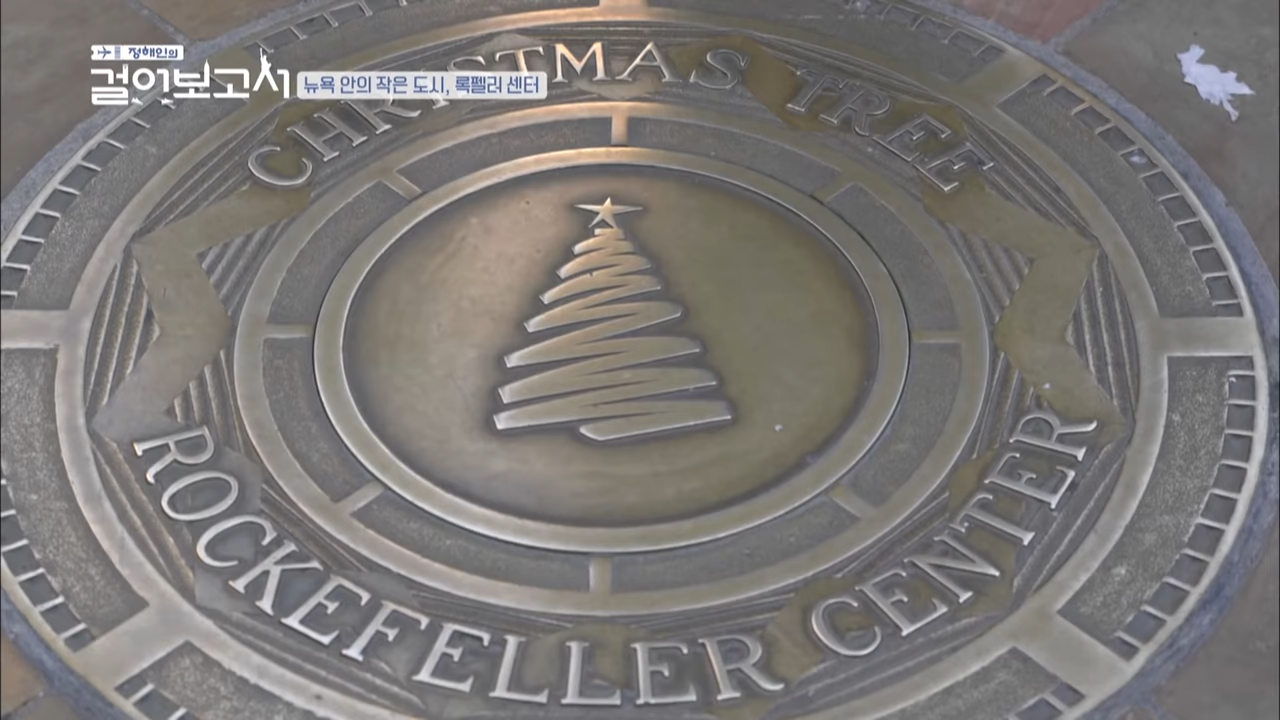 정해인의
걸어보고서
뉴욕 안의 작은 도시, 록펠러 센터
CHRISTMAS TREE
ROCKEFELLER CENTER